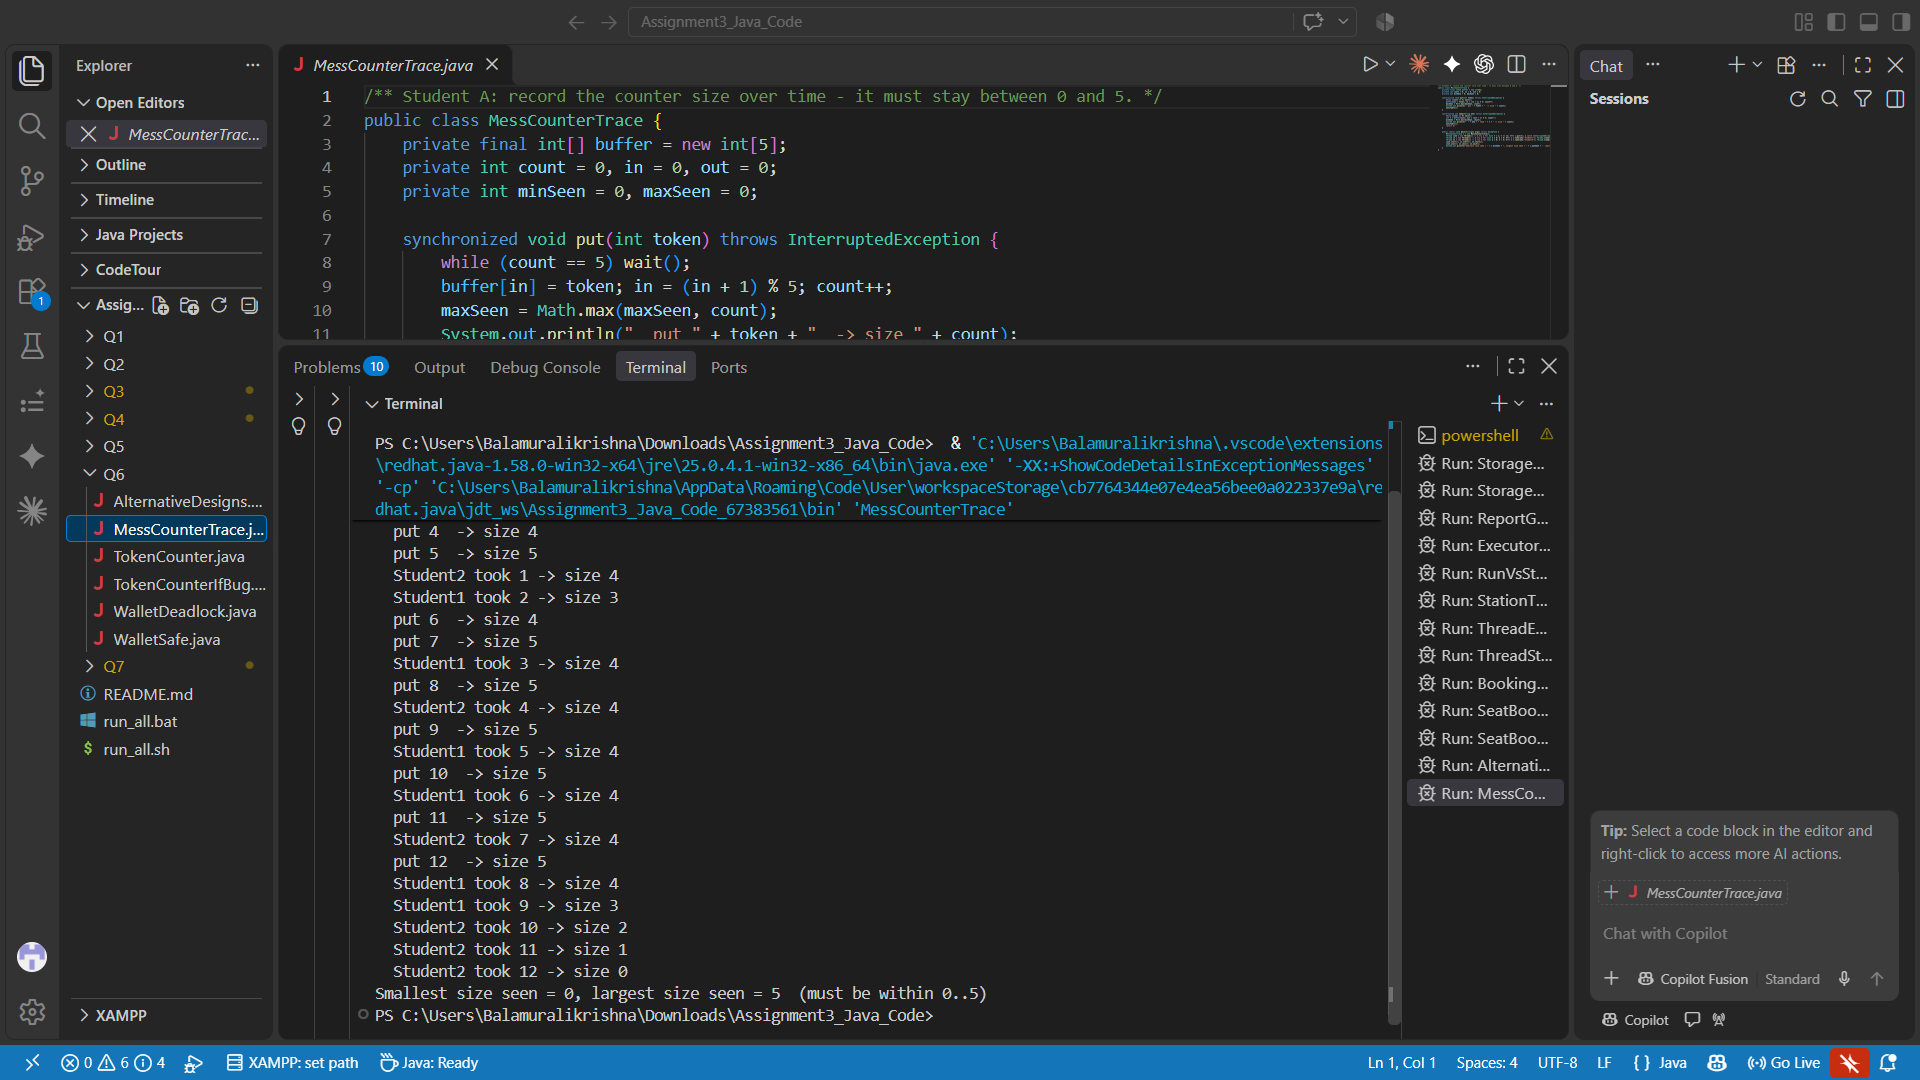 Assignment3_Java_Code
Explorer
Open Editors
MessCounterTrac...
Outline
Timeline
Java Projects
CodeTour
Assig...
Q1
Q2
Q3
Q4
Q5
Q6
AlternativeDesigns....
MessCounterTrace.j...
TokenCounter.java
TokenCounterIfBug....
WalletDeadlock.java
WalletSafe.java
Q7
README.md
run_all.bat
run_all.sh
XAMPP
1
MessCounterTrace.java
1 /** Student A: record the counter size over time - it must stay between 0 and 5. */
2 public class MessCounterTrace {
3 private final int[] buffer = new int[5];
4 private int count = 0, in = 0, out = 0;
5 private int minSeen = 0, maxSeen = 0;
6
7 synchronized void put(int token) throws InterruptedException {
8 while (count == 5) wait();
9 buffer[in] = token; in = (in + 1) % 5; count++;
10 maxSeen = Math.max(maxSeen, count);
11 System.out.println("  put " + token + "  -> size " + count);
Problems 10 Output Debug Console Terminal Ports
Terminal
PS C:\Users\Balamuralikrishna\Downloads\Assignment3_Java_Code>  & 'C:\Users\Balamuralikrishna\.vscode\extensions
\redhat.java-1.58.0-win32-x64\jre\25.0.4.1-win32-x86_64\bin\java.exe' '-XX:+ShowCodeDetailsInExceptionMessages'
'-cp' 'C:\Users\Balamuralikrishna\AppData\Roaming\Code\User\workspaceStorage\cb7764344e07e4ea56bee0a022337e9a\re
dhat.java\jdt_ws\Assignment3_Java_Code_67383561\bin' 'MessCounterTrace'
put 4  -> size 4
put 5  -> size 5
Student2 took 1 -> size 4
Student1 took 2 -> size 3
put 6  -> size 4
put 7  -> size 5
Student1 took 3 -> size 4
put 8  -> size 5
Student2 took 4 -> size 4
put 9  -> size 5
Student1 took 5 -> size 4
put 10  -> size 5
Student1 took 6 -> size 4
put 11  -> size 5
Student2 took 7 -> size 4
put 12  -> size 5
Student1 took 8 -> size 4
Student1 took 9 -> size 3
Student2 took 10 -> size 2
Student2 took 11 -> size 1
Student2 took 12 -> size 0
Smallest size seen = 0, largest size seen = 5  (must be within 0..5)
PS C:\Users\Balamuralikrishna\Downloads\Assignment3_Java_Code>
powershell
Run: Storage...
Run: Storage...
Run: ReportG...
Run: Executor...
Run: RunVsSt...
Run: StationT...
Run: ThreadE...
Run: ThreadSt...
Run: Booking...
Run: SeatBoo...
Run: SeatBoo...
Run: Alternati...
Run: MessCo...
Chat
Sessions
Tip: Select a code block in the editor and
right-click to access more AI actions.
MessCounterTrace.java
Chat with Copilot
Copilot Fusion Standard
Copilot
0 6 4 XAMPP: set path Java: Ready Ln 1, Col 1 Spaces: 4 UTF-8 LF { } Java Go Live